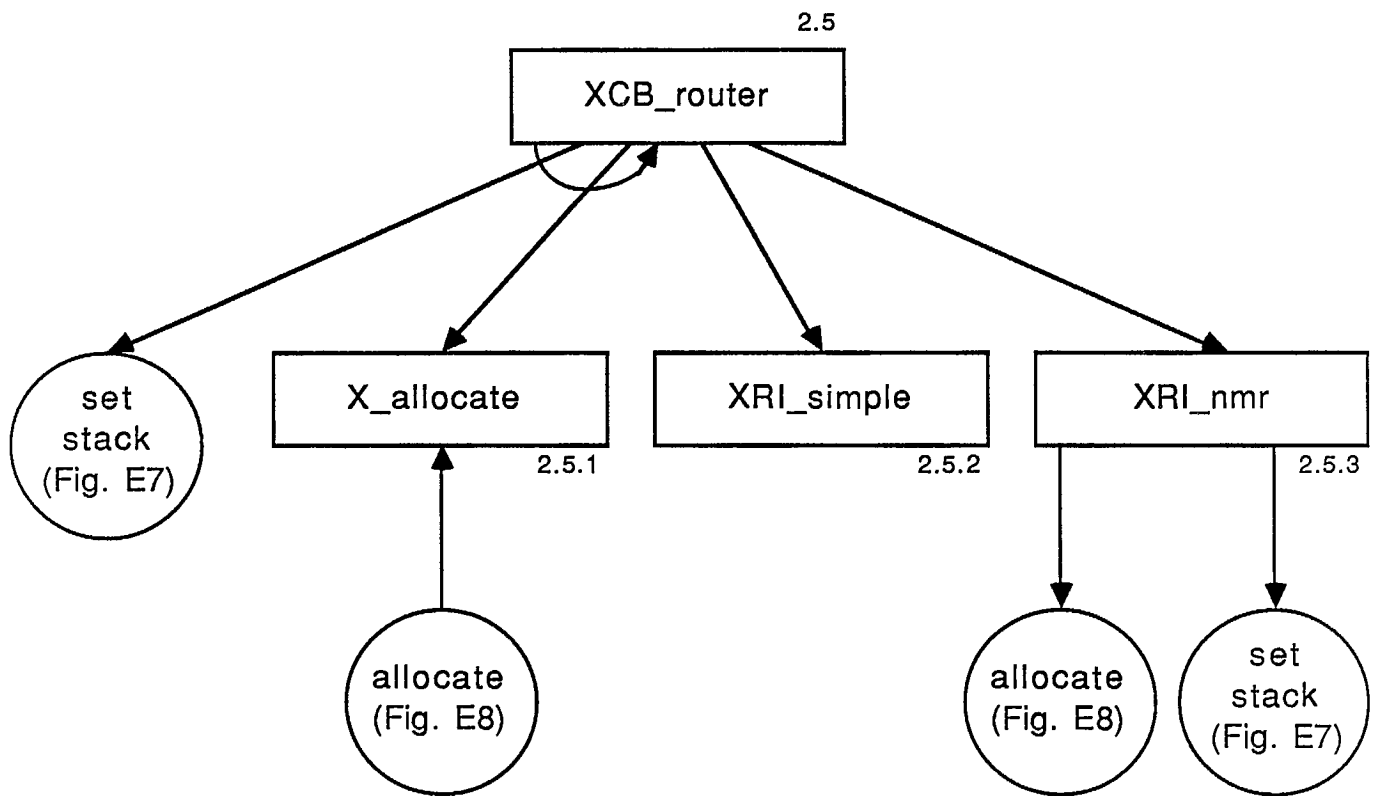 2.5
XCB_router
set
stack
(Fig. E7)
X_allocate
2.5.1
XRI_simple
2.5.2
XRI_nmr
2.5.3
allocate
(Fig. E8)
allocate
(Fig. E8)
set
stack
(Fig. E7)